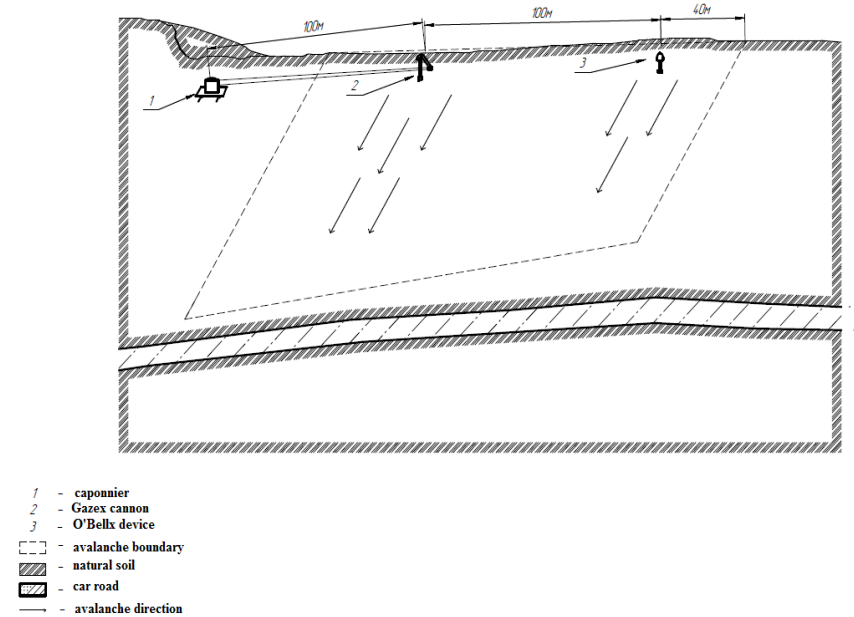 100м
100м
40м
1
2
3
1 - caponnier
2 - Gazex cannon
3 - O'Bellx device
- avalanche boundary
- natural soil
- car road
- avalanche direction